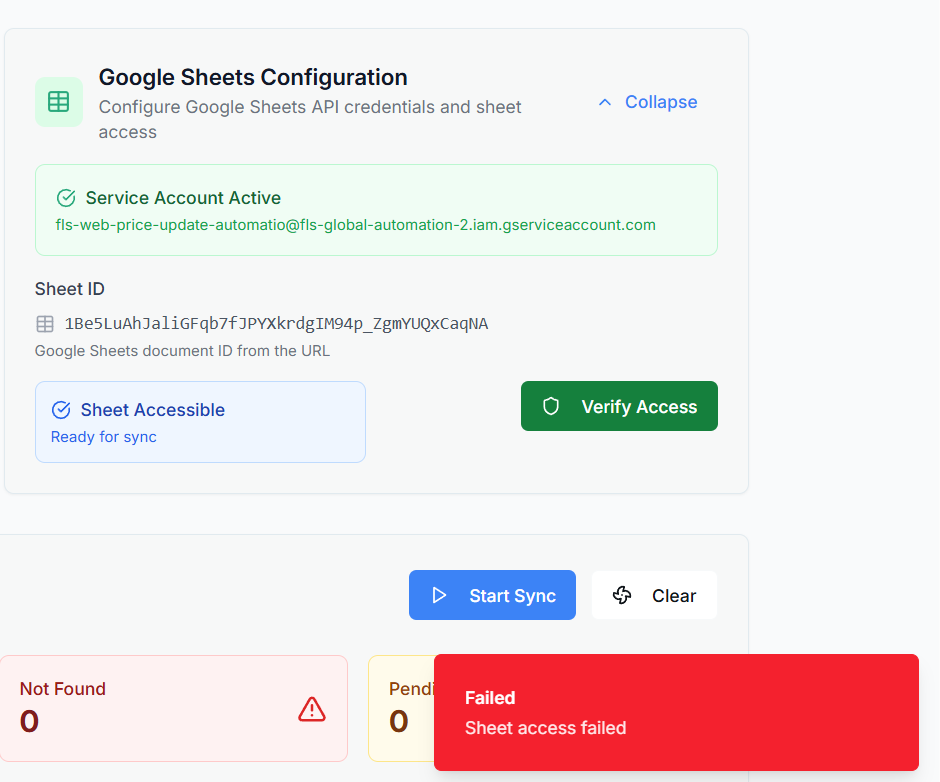 Google Sheets Configuration
Configure Google Sheets API credentials and sheet
access
Collapse
Service Account Active
fls-web-price-update-automatio@fls-global-automation-2.iam.gserviceaccount.com
Sheet ID
1Be5LuAhJaliGFqb7fJPYXkrdgIM94p_ZgmYUQxCaqNA
Google Sheets document ID from the URL
Sheet Accessible
Ready for sync
Verify Access
Start Sync
Clear
Not Found
0
Pendi
0
Failed
Sheet access failed